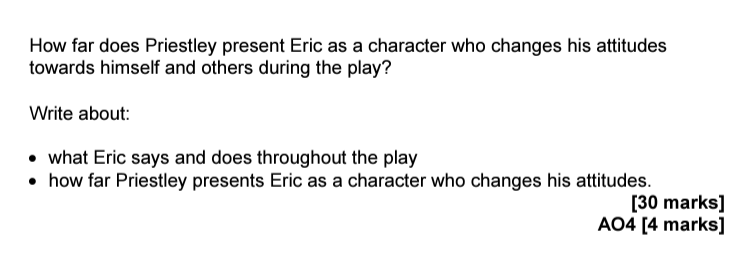 How far does Priestley present Eric as a character who changes his attitudes
towards himself and others during the play?
Write about:
• what Eric says and does throughout the play
• how far Priestley presents Eric as a character who changes his attitudes.
[30 marks]
AO4 [4 marks]